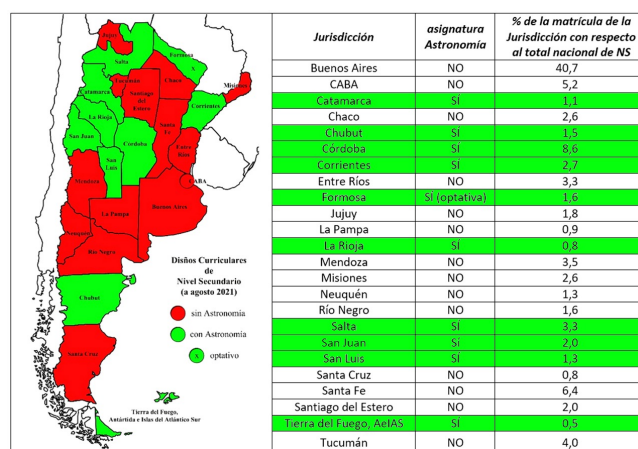 Jujuy
Salta
Formosa
x
Tucumán
Chaco
Misiones
Catamarca
Santiago
del
Estero
Corrientes
La Rioja
Santa
Fe
San Juan
Córdoba
Entre
Ríos
San
Luis
Mendoza
CABA
Buenos Aires
La Pampa
Neuquén
Río Negro
Chubut
Santa Cruz
Tierra del Fuego,
Antártida e Islas del Atlántico Sur
Disños Curriculares
de
Nivel Secundario
(a agosto 2021)
sin Astronomía
con Astronomía
x optativo
Jurisdicción asignatura Astronomía % de la matrícula de la Jurisdicción con respecto al total nacional de NS
Buenos Aires NO 40,7
CABA NO 5,2
Catamarca SÍ 1,1
Chaco NO 2,6
Chubut SÍ 1,5
Córdoba SÍ 8,6
Corrientes SÍ 2,7
Entre Ríos NO 3,3
Formosa SÍ (optativa) 1,6
Jujuy NO 1,8
La Pampa NO 0,9
La Rioja SÍ 0,8
Mendoza NO 3,5
Misiones NO 2,6
Neuquén NO 1,3
Río Negro NO 1,6
Salta SÍ 3,3
San Juan SÍ 2,0
San Luis SÍ 1,3
Santa Cruz NO 0,8
Santa Fe NO 6,4
Santiago del Estero NO 2,0
Tierra del Fuego, AeIAS SÍ 0,5
Tucumán NO 4,0